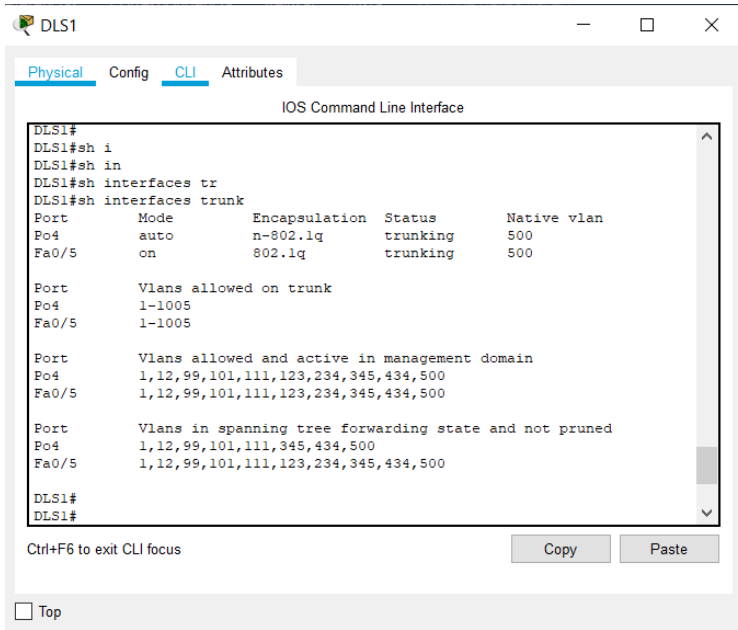 DLS1
Physical Config CLI Attributes
IOS Command Line Interface
DLS1#
DLS1#sh i
DLS1#sh in
DLS1#sh interfaces tr
DLS1#sh interfaces trunk
Port Mode Encapsulation Status Native vlan
Po4 auto n-802.1q trunking 500
Fa0/5 on 802.1q trunking 500
Port Vlans allowed on trunk
Po4 1-1005
Fa0/5 1-1005
Port Vlans allowed and active in management domain
Po4 1,12,99,101,111,123,234,345,434,500
Fa0/5 1,12,99,101,111,123,234,345,434,500
Port Vlans in spanning tree forwarding state and not pruned
Po4 1,12,99,101,111,345,434,500
Fa0/5 1,12,99,101,111,123,234,345,434,500
DLS1#
DLS1#
Ctrl+F6 to exit CLI focus Copy Paste
Top